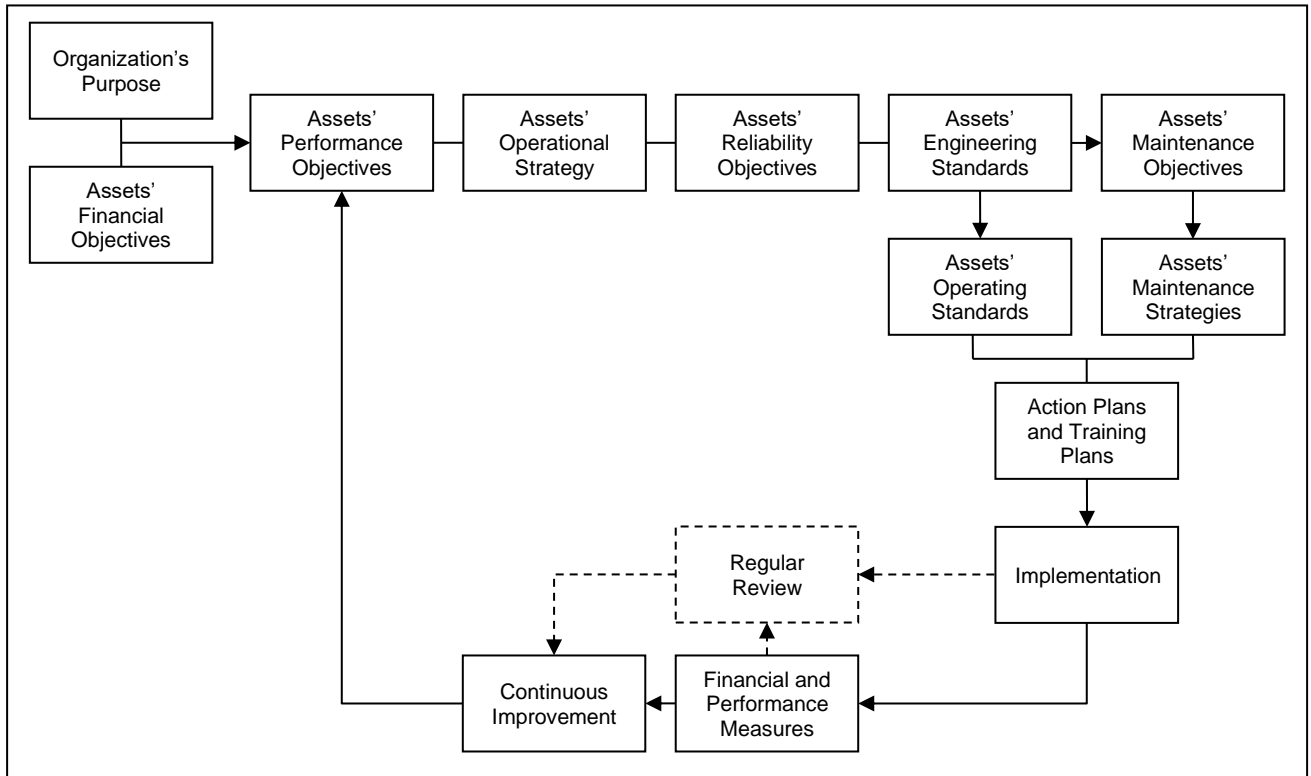 Organization’s
Purpose
Assets’
Financial
Objectives
Assets’
Performance
Objectives
Assets’
Operational
Strategy
Assets’
Reliability
Objectives
Assets’
Engineering
Standards
Assets’
Maintenance
Objectives
Assets’
Operating
Standards
Assets’
Maintenance
Strategies
Action Plans
and Training
Plans
Implementation
Regular
Review
Financial and
Performance
Measures
Continuous
Improvement